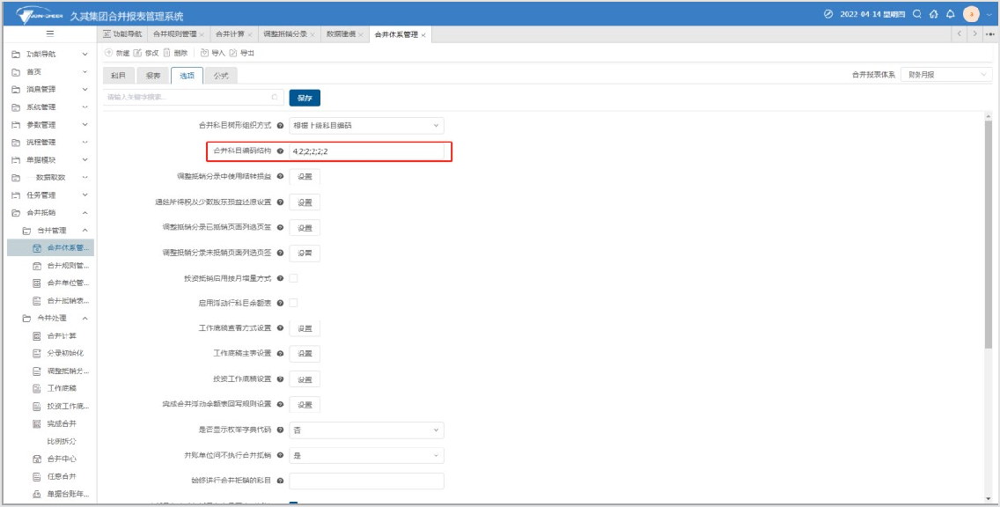 久其集团合并报表管理系统
2022-04-14 星期四
a
功能导航 合并规则管理 合并计算 调整抵销分录 数据建模 合并体系管理
新建 修改 删除 导入 导出
科目 报表 选项 公式
合并报表体系 财务月报
请输入关键字搜索...
保存
功能导航
首页
消息管理
系统管理
参数管理
流程管理
单据模块
数据取数
任务管理
合并抵销
合并管理
合并体系管...
合并规则管...
合并单位管...
合并抵销表...
合并处理
合并计算
分录初始化
调整抵销分...
工作底稿
投资工作底...
完成合并
比例拆分
合并中心
任意合并
单据台账年...
合并科目树形组织方式 根据上级科目编码
合并科目编码结构 4,2;2;2;2;2
调整抵销分录中使用结转损益 设置
递延所得税及少数股东损益还原设置 设置
调整抵销分录已抵销页面列选页签 设置
调整抵销分录未抵销页面列选页签 设置
投资抵销启用按月增量方式
启用浮动行科目余额表
工作底稿查看方式设置 设置
工作底稿主表设置 设置
投资工作底稿设置 设置
完成合并浮动余额表回写规则设置 设置
是否显示枚举字典代码 否
并账单位间不执行合并抵销 是
始终进行合并抵销的科目